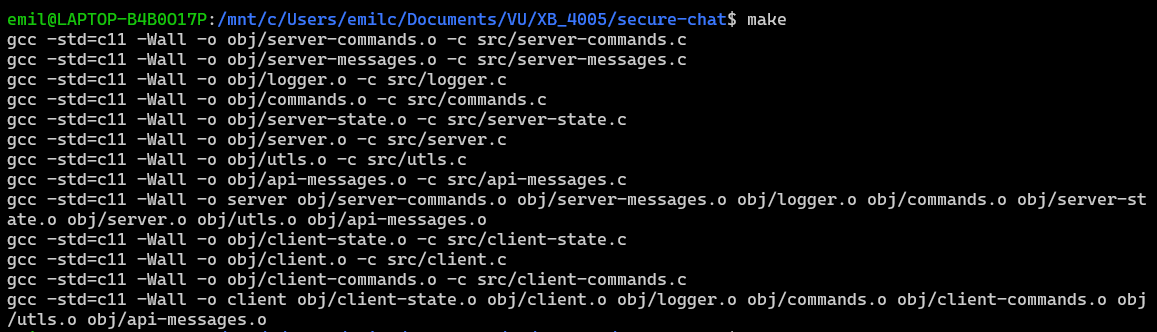 emil@LAPTOP-B4B0O17P:/mnt/c/Users/emilc/Documents/VU/XB_4005/secure-chat$ make
gcc -std=c11 -Wall -o obj/server-commands.o -c src/server-commands.c
gcc -std=c11 -Wall -o obj/server-messages.o -c src/server-messages.c
gcc -std=c11 -Wall -o obj/logger.o -c src/logger.c
gcc -std=c11 -Wall -o obj/commands.o -c src/commands.c
gcc -std=c11 -Wall -o obj/server-state.o -c src/server-state.c
gcc -std=c11 -Wall -o obj/server.o -c src/server.c
gcc -std=c11 -Wall -o obj/utls.o -c src/utls.c
gcc -std=c11 -Wall -o obj/api-messages.o -c src/api-messages.c
gcc -std=c11 -Wall -o server obj/server-commands.o obj/server-messages.o obj/logger.o obj/commands.o obj/server-st
ate.o obj/server.o obj/utls.o obj/api-messages.o
gcc -std=c11 -Wall -o obj/client-state.o -c src/client-state.c
gcc -std=c11 -Wall -o obj/client.o -c src/client.c
gcc -std=c11 -Wall -o obj/client-commands.o -c src/client-commands.c
gcc -std=c11 -Wall -o client obj/client-state.o obj/client.o obj/logger.o obj/commands.o obj/client-commands.o obj
/utls.o obj/api-messages.o